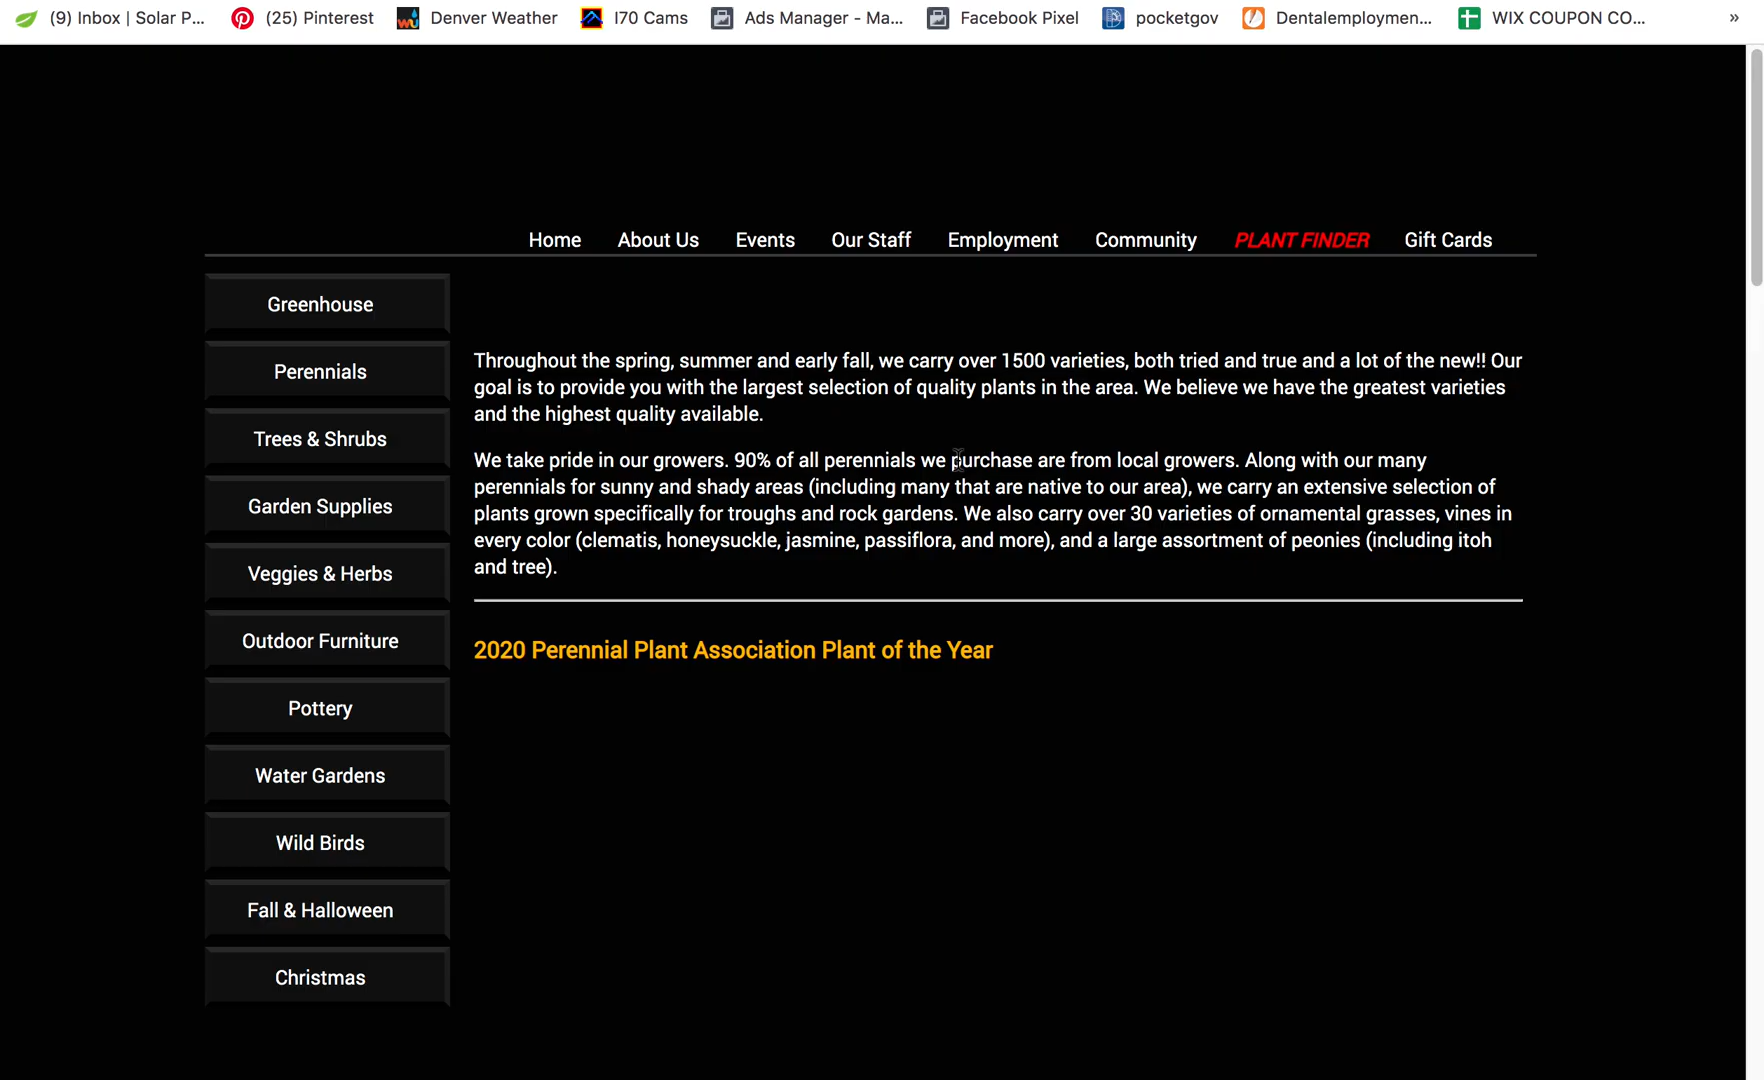 (9) Inbox | Solar P...
(25) Pinterest
Denver Weather
I70 Cams
Ads Manager - Ma...
Facebook Pixel
pocketgov
Dentalemploymen...
WIX COUPON CO...
»
Home
About Us
Events
Our Staff
Employment
Community
PLANT FINDER
Gift Cards
Greenhouse
Perennials
Trees & Shrubs
Garden Supplies
Veggies & Herbs
Outdoor Furniture
Pottery
Water Gardens
Wild Birds
Fall & Halloween
Christmas
Throughout the spring, summer and early fall, we carry over 1500 varieties, both tried and true and a lot of the new!! Our
goal is to provide you with the largest selection of quality plants in the area. We believe we have the greatest varieties
and the highest quality available.
We take pride in our growers. 90% of all perennials we purchase are from local growers. Along with our many
perennials for sunny and shady areas (including many that are native to our area), we carry an extensive selection of
plants grown specifically for troughs and rock gardens. We also carry over 30 varieties of ornamental grasses, vines in
every color (clematis, honeysuckle, jasmine, passiflora, and more), and a large assortment of peonies (including itoh
and tree).
2020 Perennial Plant Association Plant of the Year